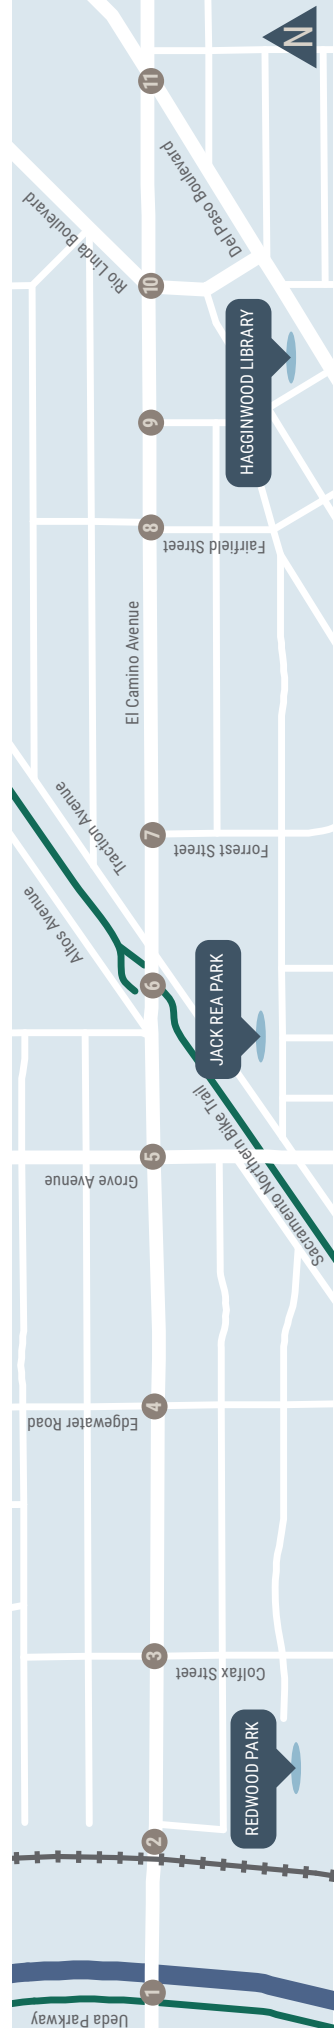 N
11
Del Paso Boulevard
Rio Linda Boulevard
10
HAGGINWOOD LIBRARY
9
8
Fairfield Street
El Camino Avenue
7
Forrest Street
Traction Avenue
Altos Avenue
6
JACK REA PARK
Sacramento Northern Bike Trail
5
Grove Avenue
4
Edgewater Road
3
Colfax Street
REDWOOD PARK
2
1
Ueda Parkway